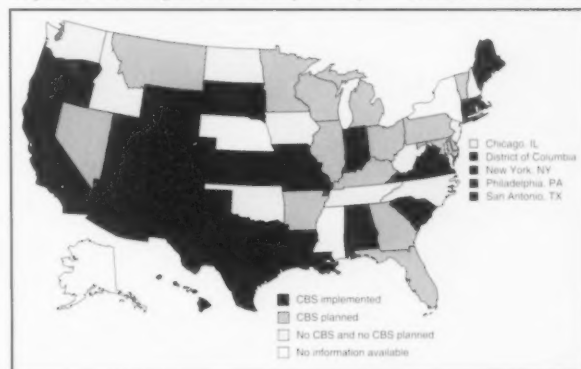 Chicago, IL
District of Columbia
New York, NY
Philadelphia, PA
San Antonio, TX
CBS implemented
CBS planned
No CBS and no CBS planned
No information available